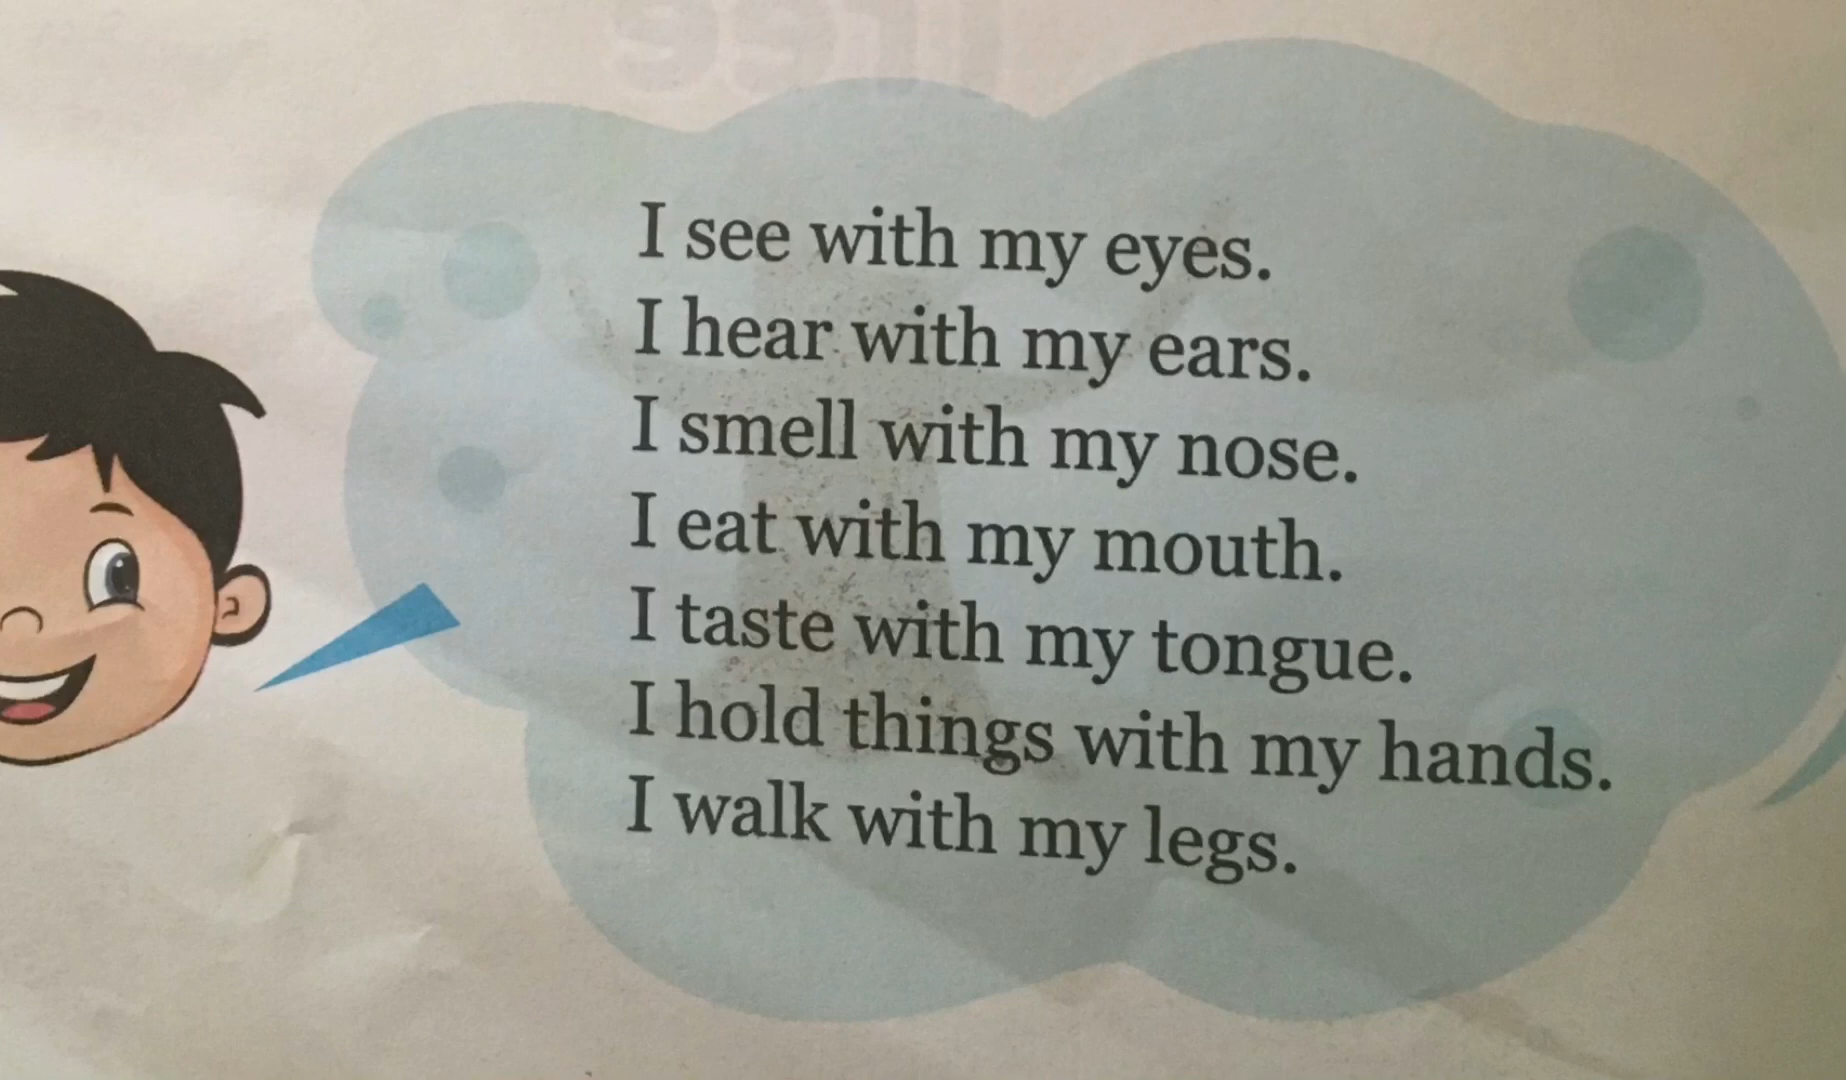 I see with my eyes.
I hear with my ears.
I smell with my nose.
I eat with my mouth.
I taste with my tongue.
I hold things with my hands.
I walk with my legs.